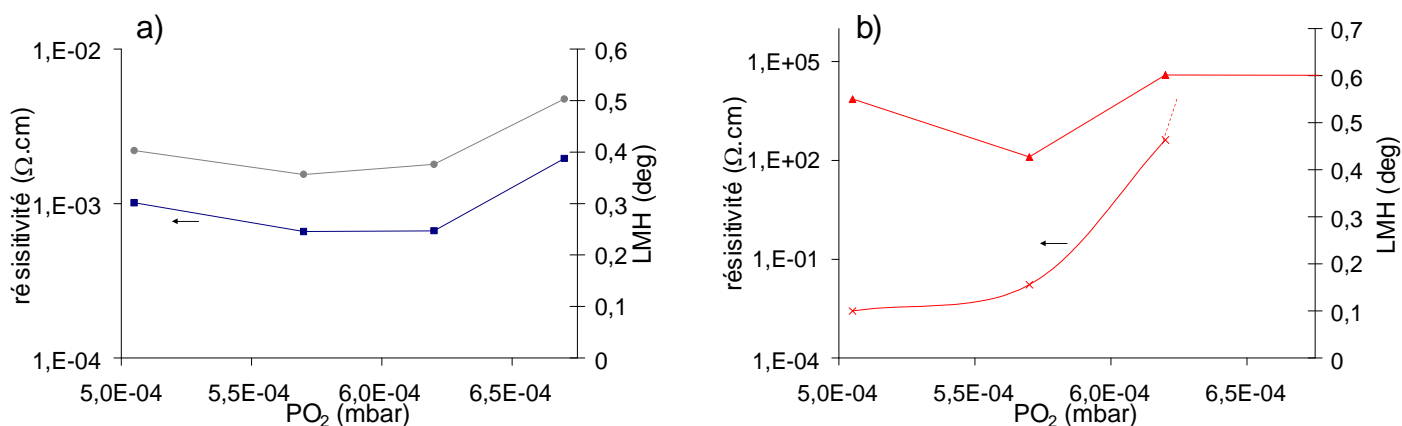 a)
résisitivité (Ω.cm)
1,E-02
1,E-03
1,E-04
0,6
0,5
0,4
0,3
0,2
0,1
0
LMH (deg)
5,0E-04 5,5E-04 6,0E-04 6,5E-04
PO₂ (mbar)
b)
résisitivité (Ω.cm)
1,E+05
1,E+02
1,E-01
1,E-04
0,7
0,6
0,5
0,4
0,3
0,2
0,1
0
LMH (deg)
5,0E-04 5,5E-04 6,0E-04 6,5E-04
PO₂ (mbar)